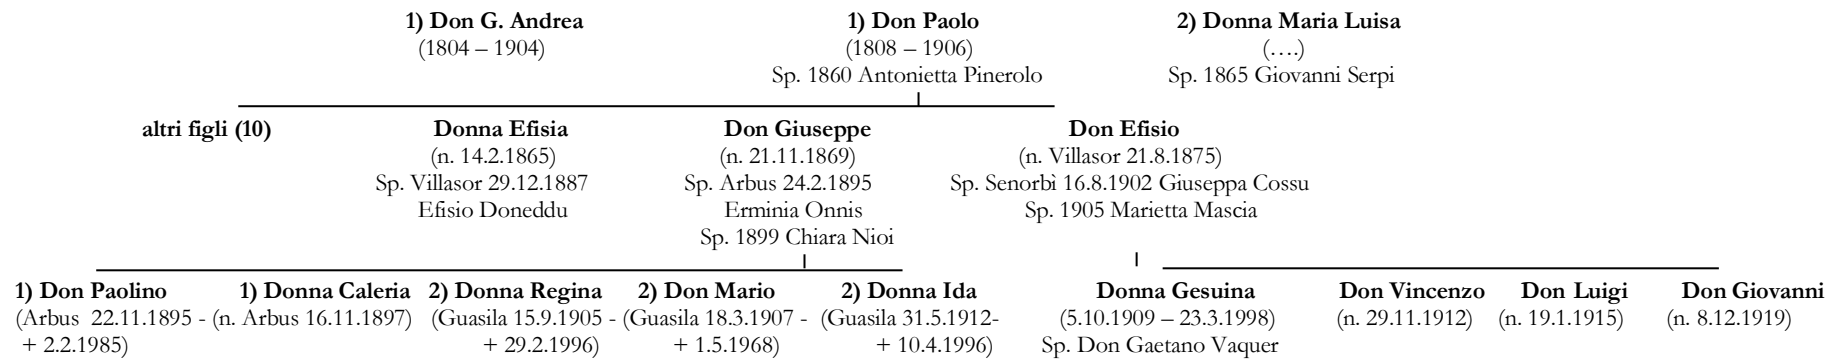 1) Don G. Andrea 1) Don Paolo 2) Donna Maria Luisa
(1804 – 1904) (1808 – 1906) (….)
Sp. 1860 Antonietta Pinerolo Sp. 1865 Giovanni Serpi
altri figli (10) Donna Efisia Don Giuseppe Don Efisio
(n. 14.2.1865) (n. 21.11.1869) (n. Villasor 21.8.1875)
Sp. Villasor 29.12.1887 Sp. Arbus 24.2.1895 Sp. Senorbì 16.8.1902 Giuseppa Cossu
Efisio Doneddu Erminia Onnis Sp. 1905 Marietta Mascia
Sp. 1899 Chiara Nioi
1) Don Paolino 1) Donna Caleria 2) Donna Regina 2) Don Mario 2) Donna Ida Donna Gesuina Don Vincenzo Don Luigi Don Giovanni
(Arbus 22.11.1895 - (n. Arbus 16.11.1897) (Guasila 15.9.1905 - (Guasila 18.3.1907 - (Guasila 31.5.1912- (5.10.1909 – 23.3.1998) (n. 29.11.1912) (n. 19.1.1915) (n. 8.12.1919)
+ 2.2.1985) + 29.2.1996) + 1.5.1968) + 10.4.1996) Sp. Don Gaetano Vaquer